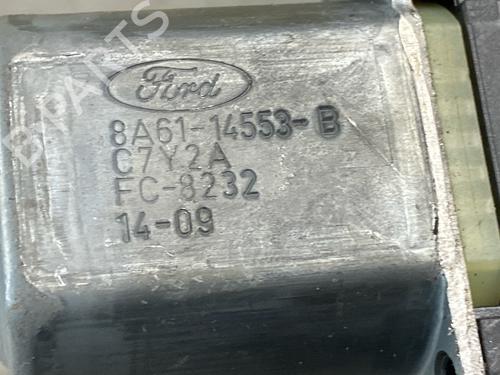 Ford
8A61-14553-B
C7Y2A
FC-8232
14-09
B-PARTS